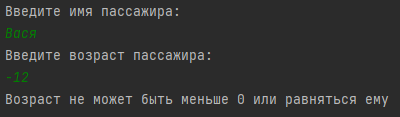 Введите имя пассажира:
Вася
Введите возраст пассажира:
-12
Возраст не может быть меньше 0 или равняться ему